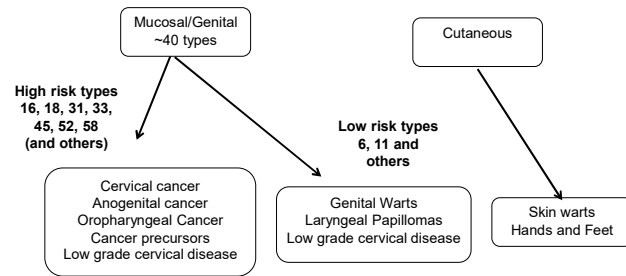 Mucosal/Genital
~40 types
Cutaneous
High risk types
16, 18, 31, 33,
45, 52, 58
(and others)
Low risk types
6, 11 and
others
Cervical cancer
Anogenital cancer
Oropharyngeal Cancer
Cancer precursors
Low grade cervical disease
Genital Warts
Laryngeal Papillomas
Low grade cervical disease
Skin warts
Hands and Feet